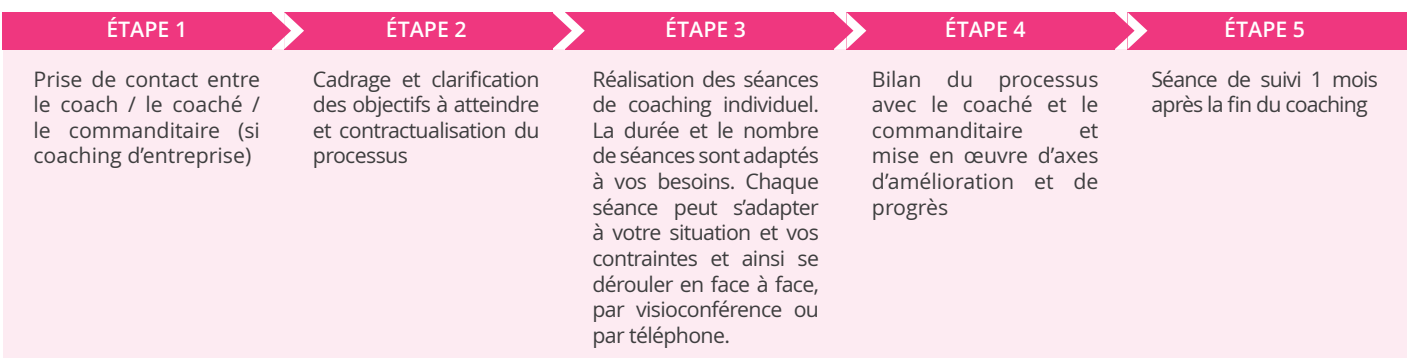 ÉTAPE 1
Prise de contact entre
le coach / le coaché /
le commanditaire (si
coaching d'entreprise)
ÉTAPE 2
Cadrage et clarification
des objectifs à atteindre
et contractualisation du
processus
ÉTAPE 3
Réalisation des séances
de coaching individuel.
La durée et le nombre
de séances sont adaptés
à vos besoins. Chaque
séance peut s'adapter
à votre situation et vos
contraintes et ainsi se
dérouler en face à face,
par visioconférence ou
par téléphone.
ÉTAPE 4
Bilan du processus
avec le coaché et le
commanditaire et
mise en œuvre d'axes
d'amélioration et de
progrès
ÉTAPE 5
Séance de suivi 1 mois
après la fin du coaching